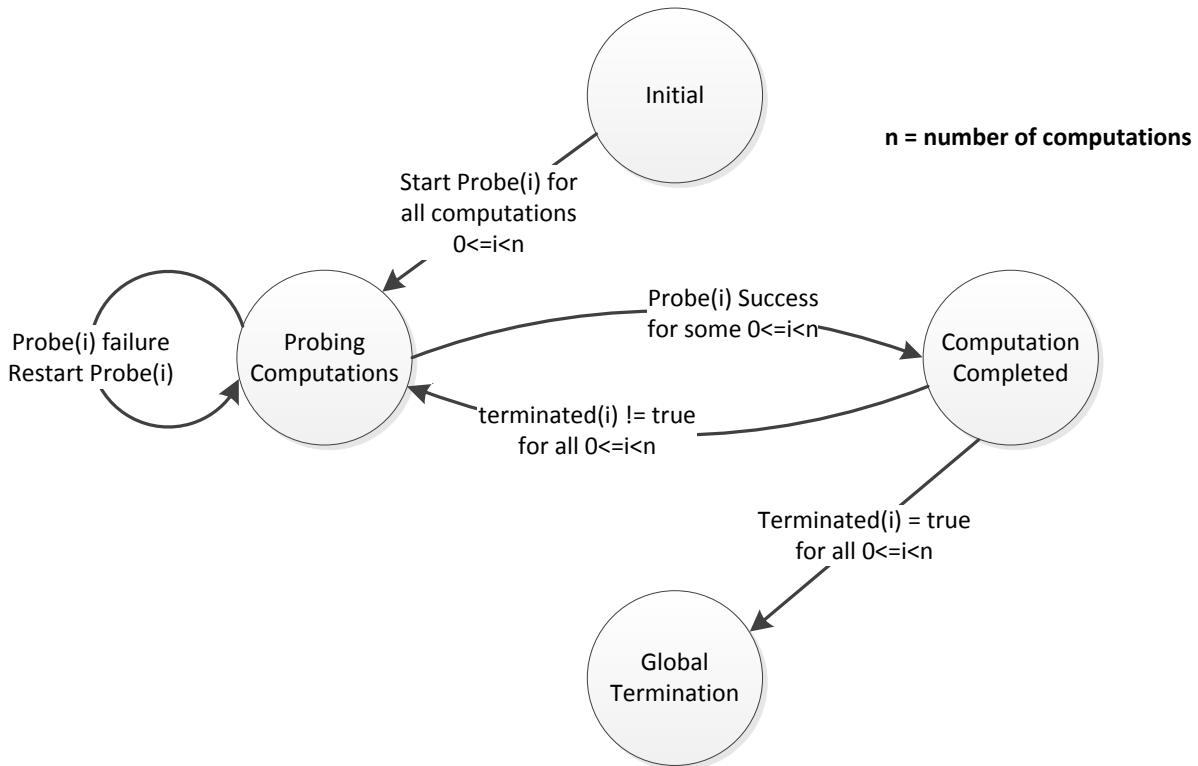 Initial
n = number of computations
Start Probe(i) for
all computations
0<=i<n
Probe(i) Success
for some 0<=i<n
Probe(i) failure
Restart Probe(i)
Probing
Computations
Computation
Completed
terminated(i) != true
for all 0<=i<n
Terminated(i) = true
for all 0<=i<n
Global
Termination